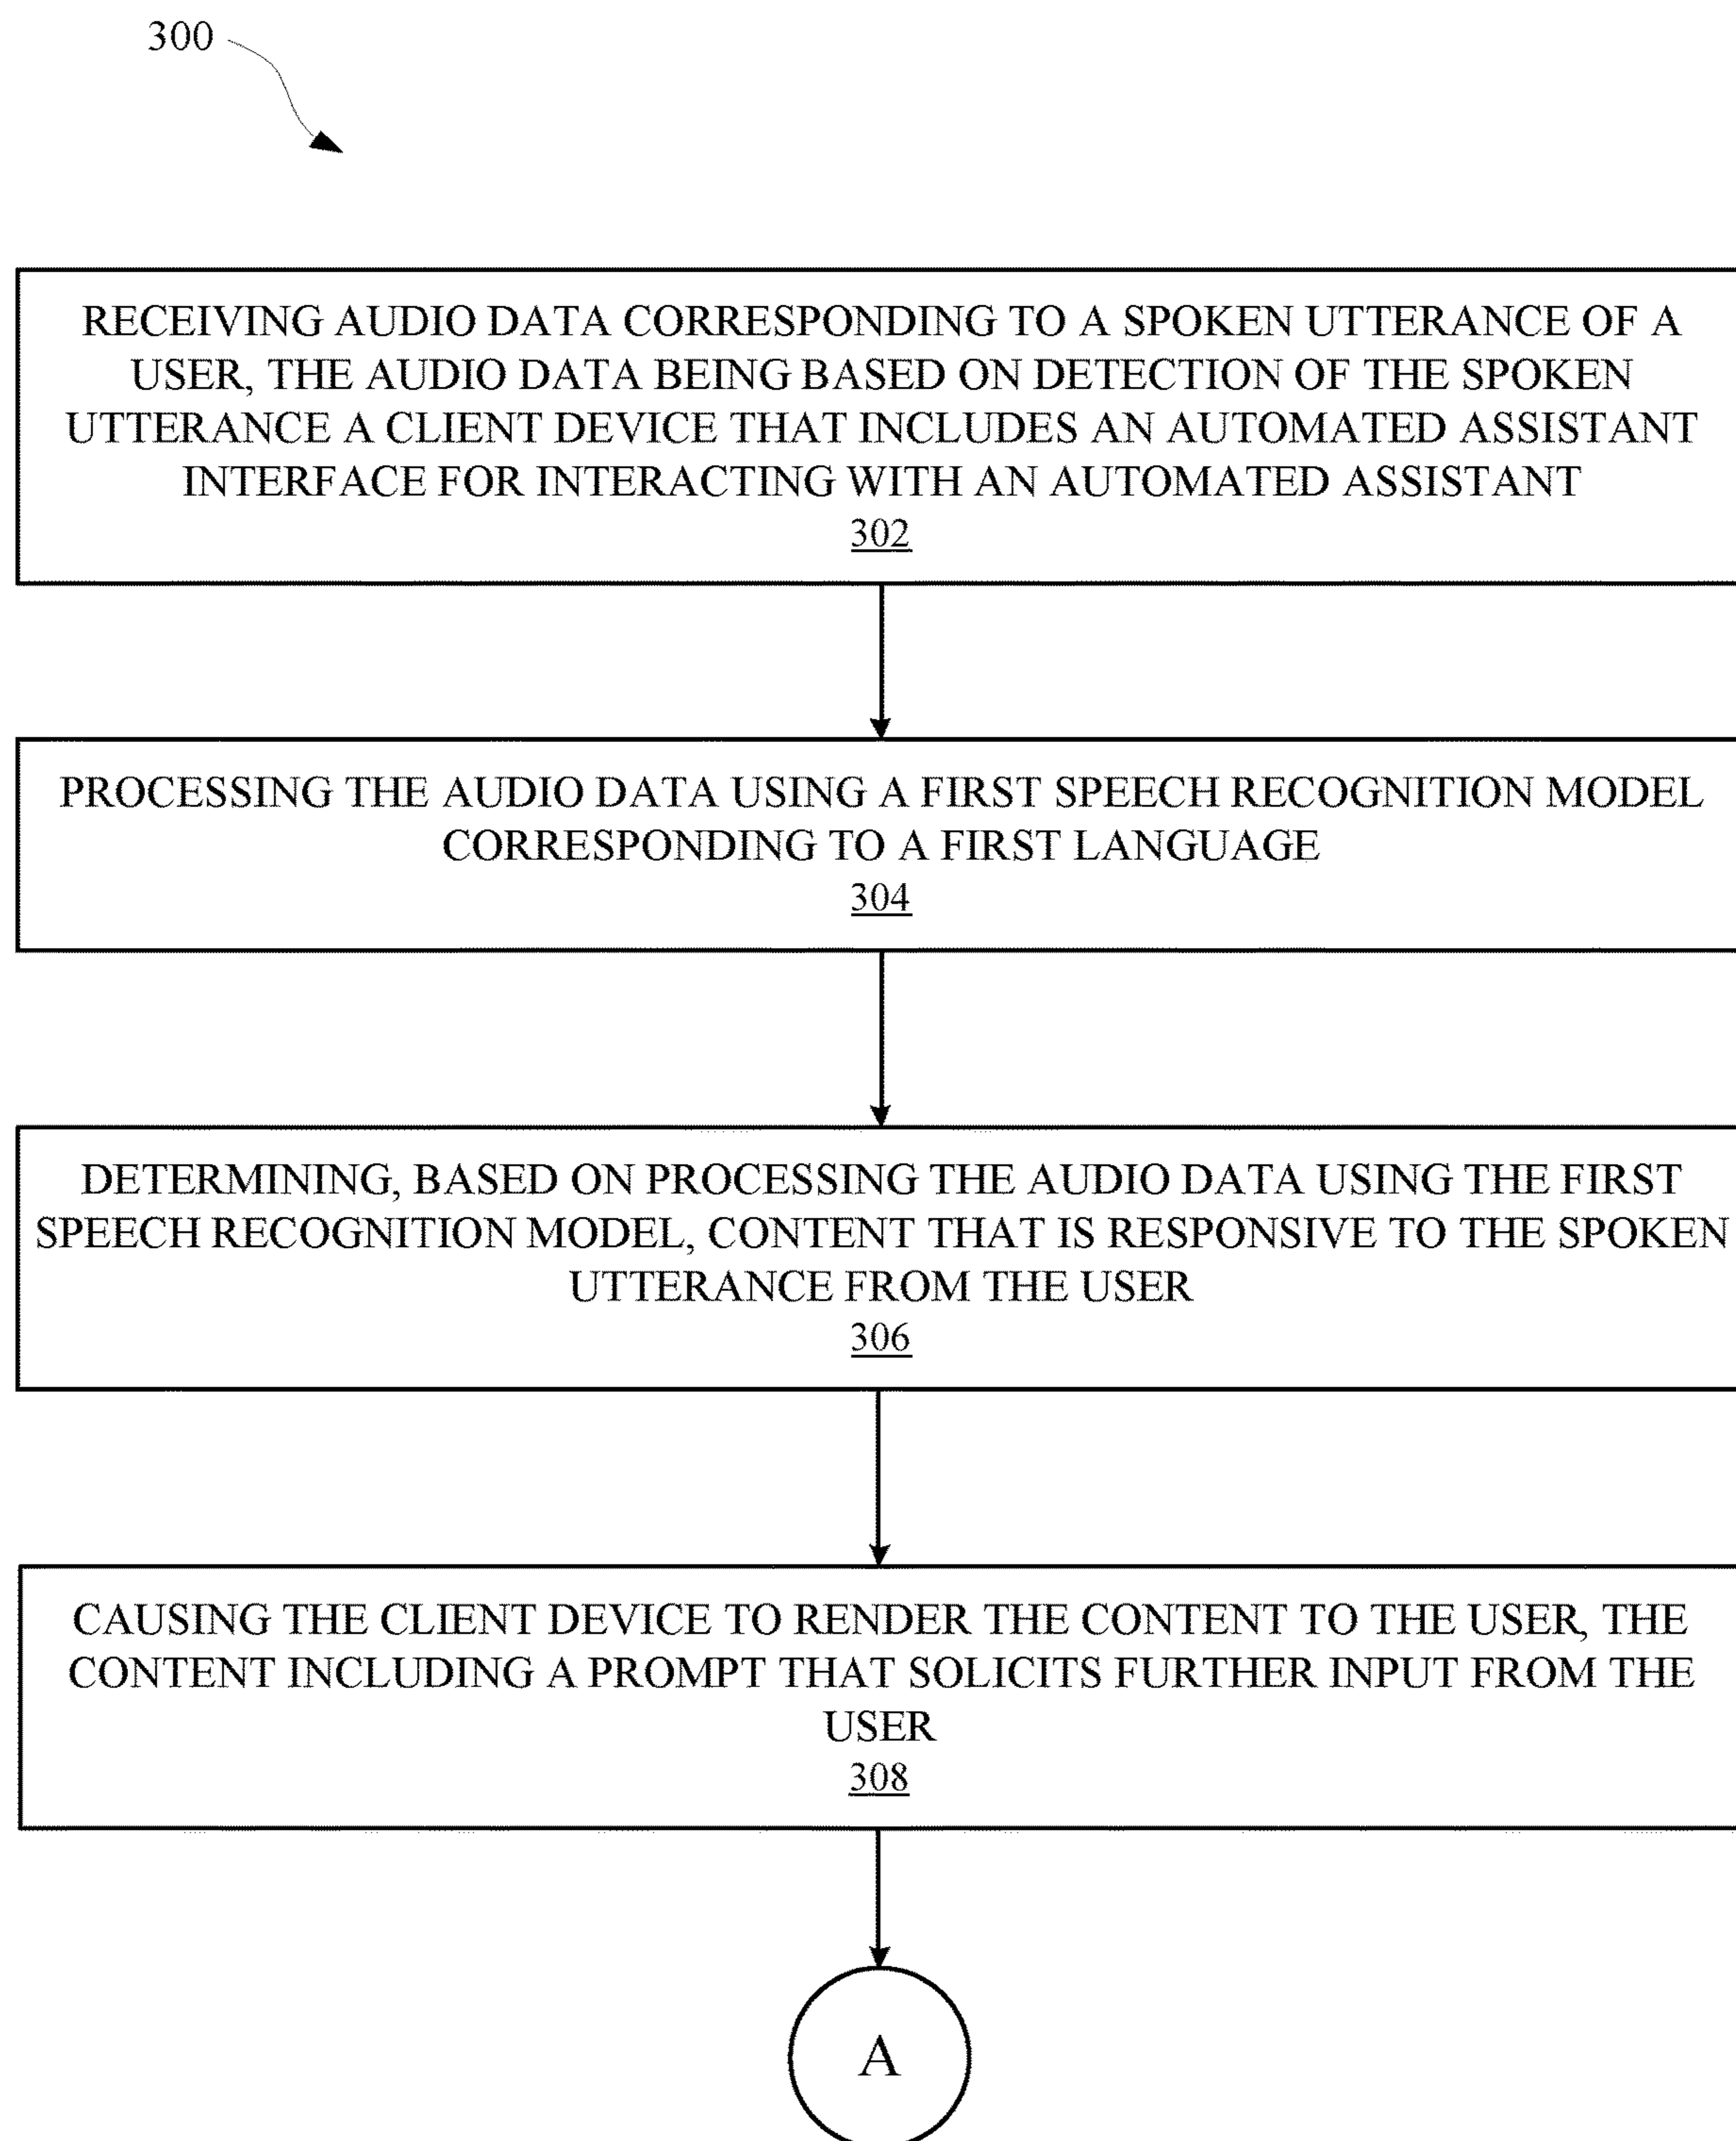 300
RECEIVING AUDIO DATA CORRESPONDING TO A SPOKEN UTTERANCE OF A
USER, THE AUDIO DATA BEING BASED ON DETECTION OF THE SPOKEN
UTTERANCE A CLIENT DEVICE THAT INCLUDES AN AUTOMATED ASSISTANT
INTERFACE FOR INTERACTING WITH AN AUTOMATED ASSISTANT
302
PROCESSING THE AUDIO DATA USING A FIRST SPEECH RECOGNITION MODEL
CORRESPONDING TO A FIRST LANGUAGE
304
DETERMINING, BASED ON PROCESSING THE AUDIO DATA USING THE FIRST
SPEECH RECOGNITION MODEL, CONTENT THAT IS RESPONSIVE TO THE SPOKEN
UTTERANCE FROM THE USER
306
CAUSING THE CLIENT DEVICE TO RENDER THE CONTENT TO THE USER, THE
CONTENT INCLUDING A PROMPT THAT SOLICITS FURTHER INPUT FROM THE
USER
308
A